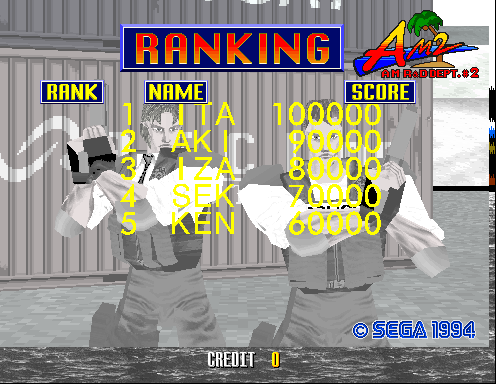 RANKING
AM2
AM R&D DEPT. #2
RANK NAME SCORE
1 ITA 100000
2 AKI 90000
3 IZA 80000
4 SEK 70000
5 KEN 60000
© SEGA 1994
CREDIT 0